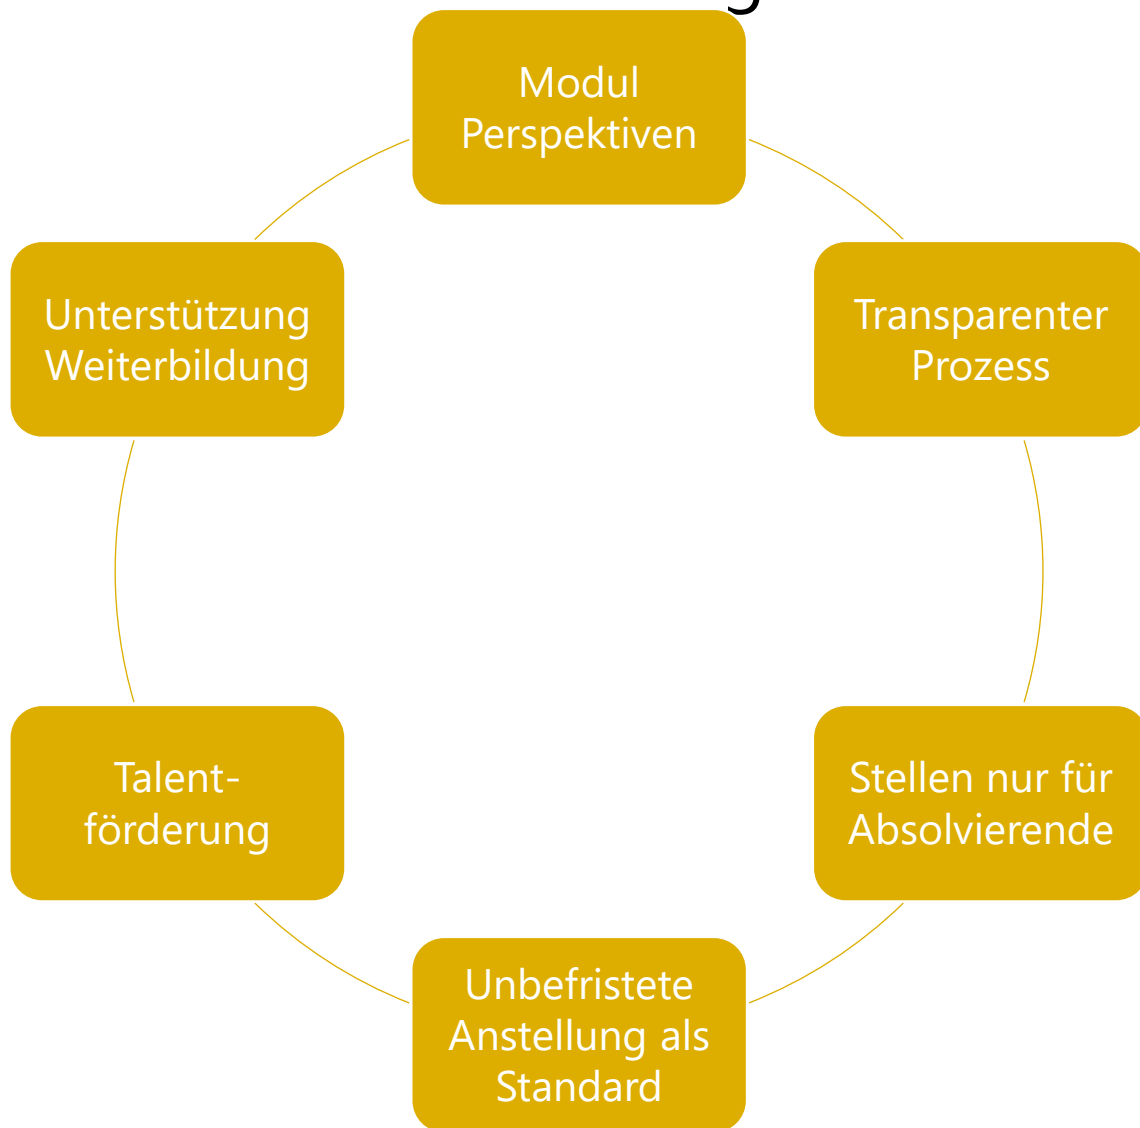 Modul
Perspektiven
Transparenter
Prozess
Stellen nur für
Absolvierende
Unbefristete
Anstellung als
Standard
Talent-
förderung
Unterstützung
Weiterbildung